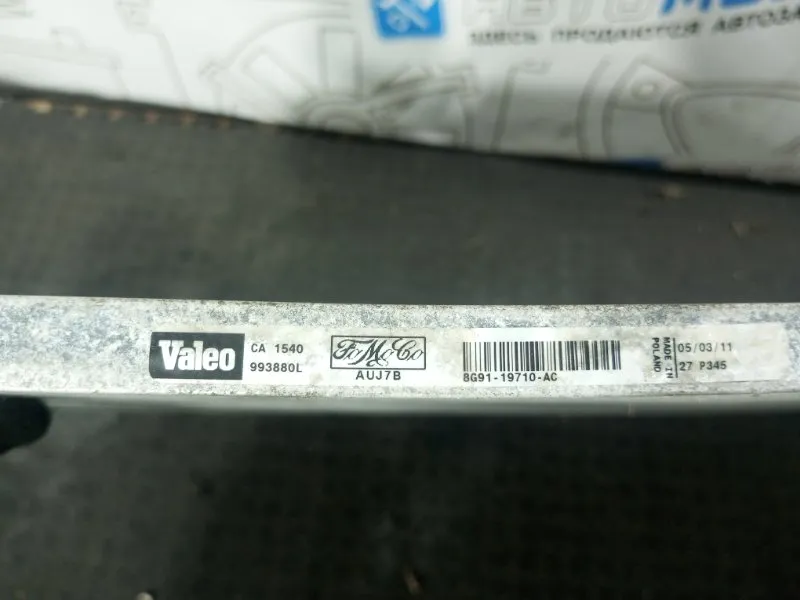 ЗДЕСЬ ПРОДАЮТСЯ
Valeo
CA 1540
993880L
FoMoCo
AUJ7B
8G91-19710-AC
MADE IN
POLAND
05/03/11
27 P345